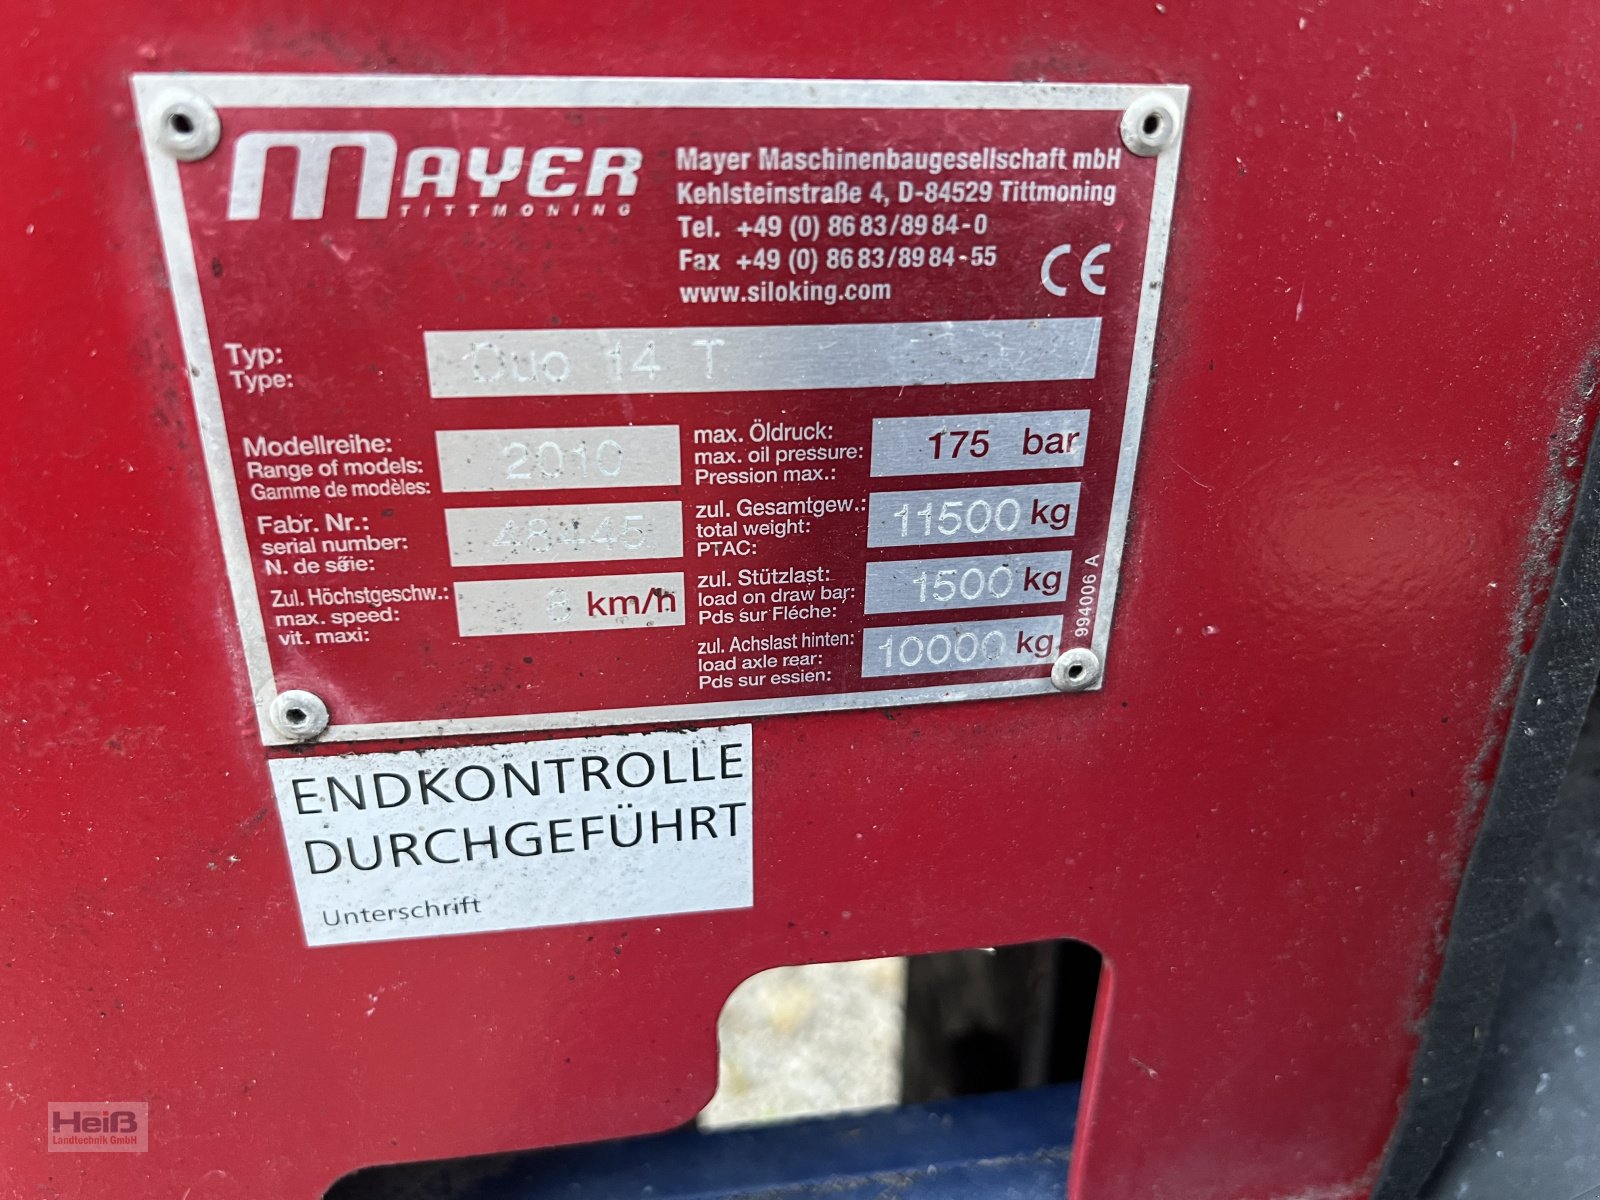 MAYER
TITTMONING
Mayer Maschinenbaugesellschaft mbH
Kehlsteinstraße 4, D-84529 Tittmoning
Tel. +49 (0) 86 83/89 84-0
Fax +49 (0) 86 83/89 84-55
www.siloking.com
CE
Typ:
Type:
Duo 14 T
Modellreihe:
Range of models:
Gamme de modèles:
2010
Fabr. Nr.:
serial number:
N. de séie:
48445
Zul. Höchstgeschw.:
max. speed:
vit. maxi:
8 km/h
max. Öldruck:
max. oil pressure:
Pression max.:
175 bar
zul. Gesamtgew.:
total weight:
PTAC:
11500 kg
zul. Stützlast:
load on draw bar:
Pds sur Fléche:
1500 kg
zul. Achslast hinten:
load axle rear:
Pds sur essien:
10000 kg
994006 A
ENDKONTROLLE
DURCHGEFÜHRT
Unterschrift
Heiß
Landtechnik GmbH